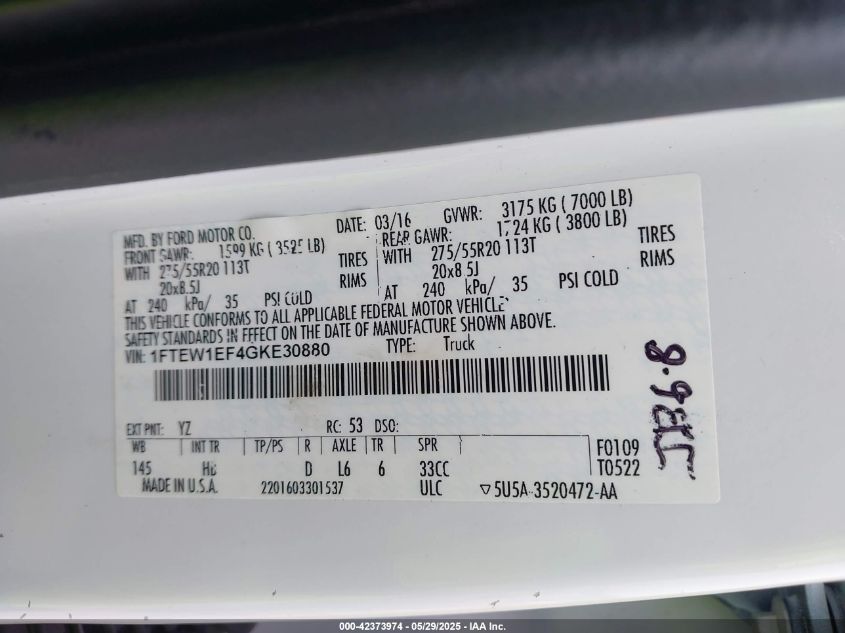 MFD. BY FORD MOTOR CO. DATE: 03/16 GVWR: 3175 KG ( 7000 LB)
FRONT GAWR: 1599 KG ( 3525 LB) REAR GAWR: 1724 KG ( 3800 LB)
WITH 275/55R20 113T TIRES WITH 275/55R20 113T TIRES
20x8.5J RIMS 20x8.5J RIMS
AT 240 kPa/ 35 PSI COLD AT 240 kPa/ 35 PSI COLD
THIS VEHICLE CONFORMS TO ALL APPLICABLE FEDERAL MOTOR VEHICLE
SAFETY STANDARDS IN EFFECT ON THE DATE OF MANUFACTURE SHOWN ABOVE.
VIN: 1FTEW1EF4GKE30880 TYPE: Truck
EXT PNT: YZ RC: 53 DSO:
WB INT TR TP/PS R AXLE TR SPR F0109
145 HB D L6 6 33CC T0522
MADE IN U.S.A. 2201603301537 ULC 5U5A-3520472-AA
000-42373974 - 05/29/2025 - IAA Inc.